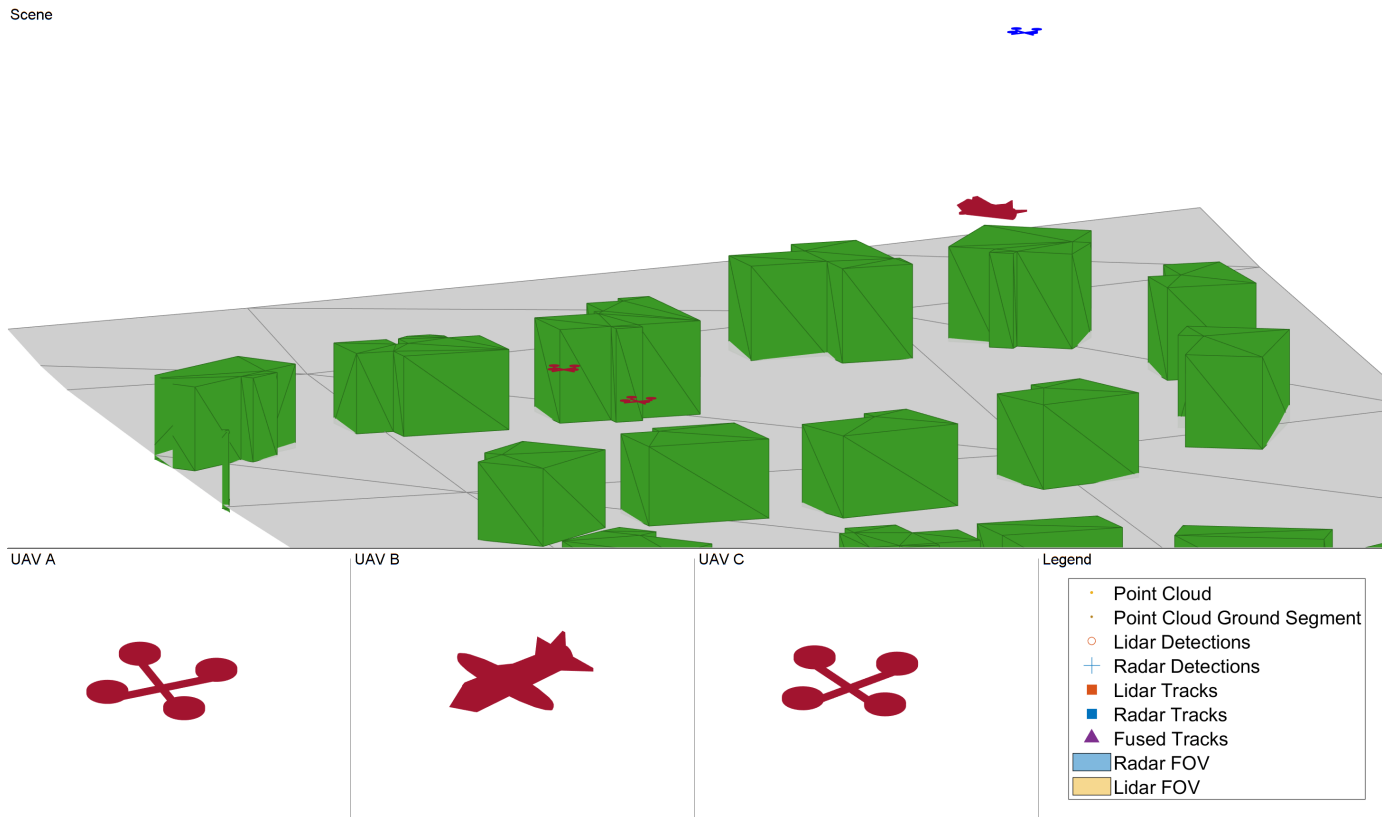 Scene
UAV A
UAV B
UAV C
Legend
Point Cloud
Point Cloud Ground Segment
Lidar Detections
Radar Detections
Lidar Tracks
Radar Tracks
Fused Tracks
Radar FOV
Lidar FOV